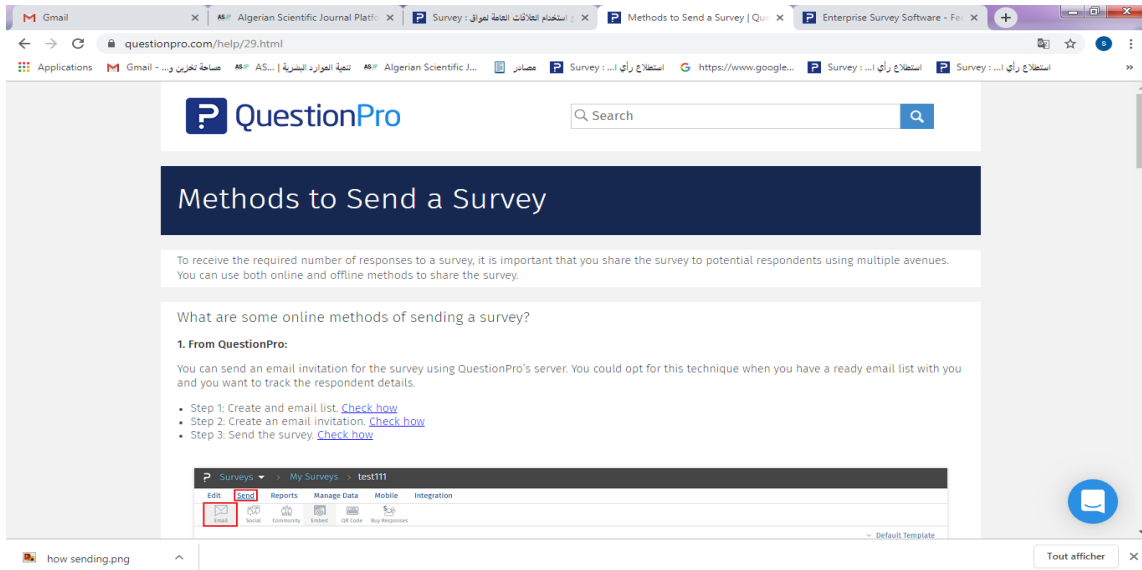 Gmail
Algerian Scientific Journal Platfo
Survey : استخدام العلاقات العامة لمواق
Methods to Send a Survey | Que
Enterprise Survey Software - Fe
questionpro.com/help/29.html
S
Applications
Gmail - ...مساحة تخزين و
تنمية الموارد البشرية | AS...
Algerian Scientific J...
مصادر
Survey : ...استطلاع رأي ا
https://www.google...
Survey : ...استطلاع رأي ا
Survey : ...استطلاع رأي ا
»
QuestionPro
Search
Methods to Send a Survey
To receive the required number of responses to a survey, it is important that you share the survey to potential respondents using multiple avenues.
You can use both online and offline methods to share the survey.
What are some online methods of sending a survey?
1. From QuestionPro:
You can send an email invitation for the survey using QuestionPro's server. You could opt for this technique when you have a ready email list with you
and you want to track the respondent details.
• Step 1: Create and email list. Check how
• Step 2: Create an email invitation. Check how
• Step 3: Send the survey. Check how
Surveys > My Surveys > test111
Edit Send Reports Manage Data Mobile Integration
Email Social Community Embed QR Code Buy Responses
Default Template
how sending.png
Tout afficher